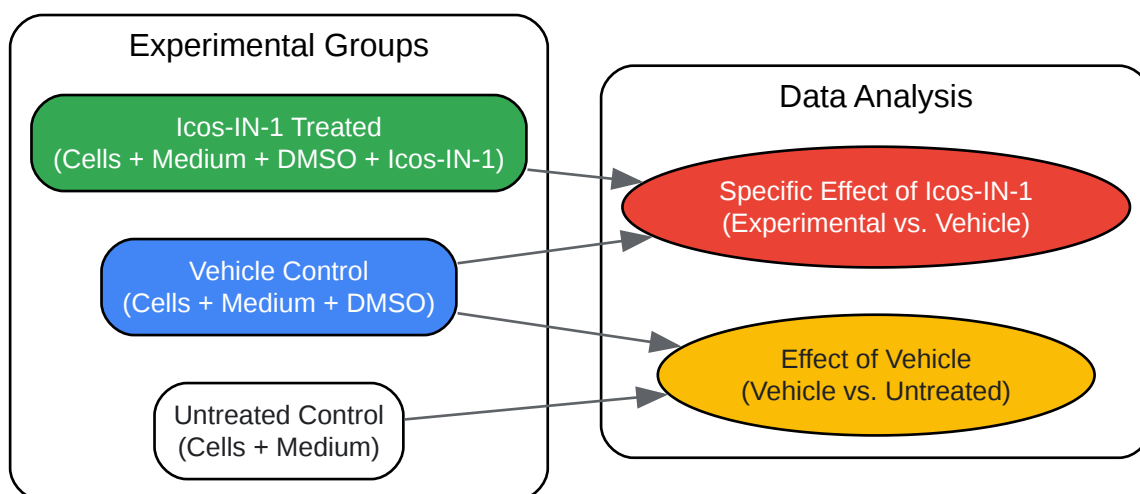 Experimental Groups
Icos-IN-1 Treated
(Cells + Medium + DMSO + Icos-IN-1)
Vehicle Control
(Cells + Medium + DMSO)
Untreated Control
(Cells + Medium)
Data Analysis
Specific Effect of Icos-IN-1
(Experimental vs. Vehicle)
Effect of Vehicle
(Vehicle vs. Untreated)